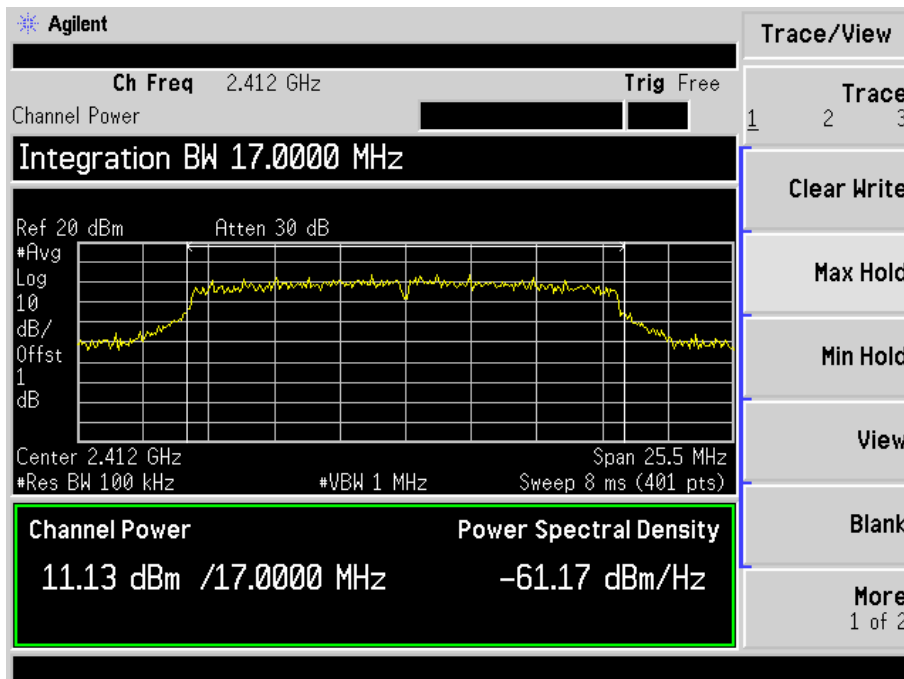 Agilent
Trace/View
Ch Freq 2.412 GHz Trig Free
Channel Power
Trace
1 2 3
Integration BW 17.0000 MHz
Clear Write
Ref 20 dBm Atten 30 dB
#Avg
Log
10
dB/
Offst
1
dB
Max Hold
Min Hold
View
Center 2.412 GHz Span 25.5 MHz
#Res BW 100 kHz #VBW 1 MHz Sweep 8 ms (401 pts)
Channel Power Power Spectral Density
11.13 dBm /17.0000 MHz -61.17 dBm/Hz
Blank
More
1 of 2